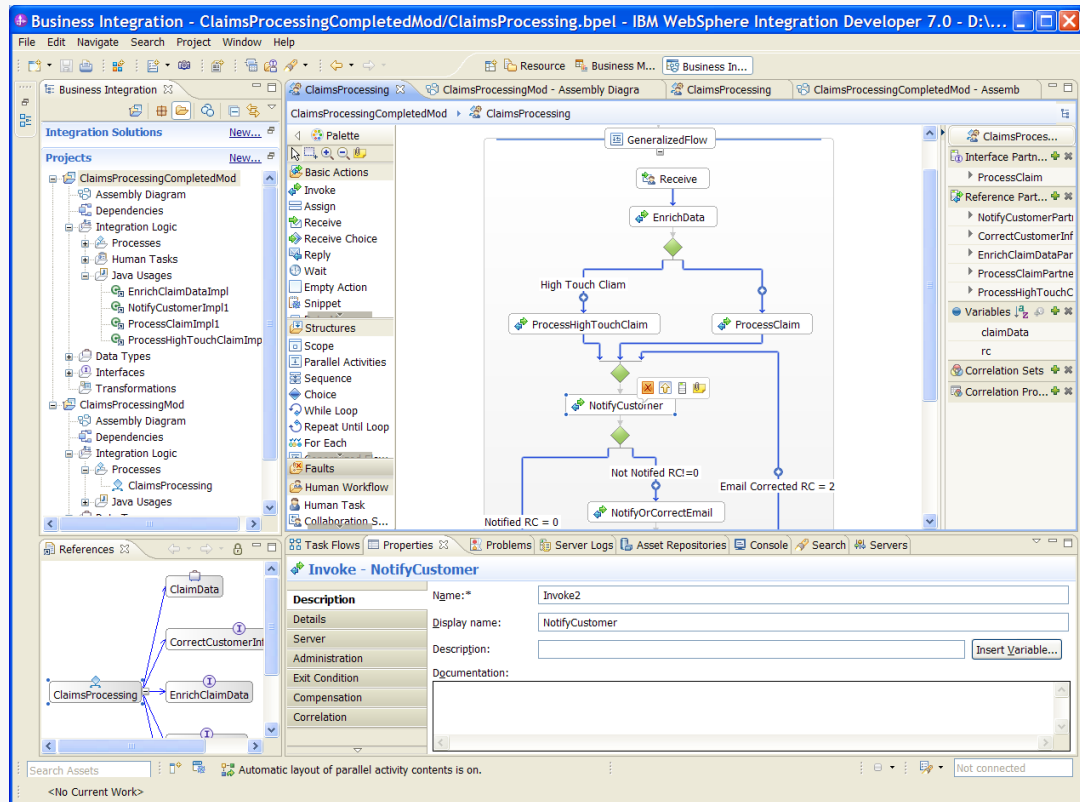 Business Integration - ClaimsProcessingCompletedMod/ClaimsProcessing.bpel - IBM WebSphere Integration Developer 7.0 - D:\...
File Edit Navigate Search Project Window Help
Resource Business M... Business In...
Business Integration
Integration Solutions New...
Projects New...
ClaimsProcessingCompletedMod
Assembly Diagram
Dependencies
Integration Logic
Processes
Human Tasks
Java Usages
EnrichClaimDataImpl
NotifyCustomerImpl1
ProcessClaimImpl1
ProcessHighTouchClaimImp
Data Types
Interfaces
Transformations
ClaimsProcessingMod
Assembly Diagram
Dependencies
Integration Logic
Processes
ClaimsProcessing
Java Usages
ClaimsProcessing ClaimsProcessingMod - Assembly Diagra ClaimsProcessing ClaimsProcessingCompletedMod - Assemb
ClaimsProcessingCompletedMod ClaimsProcessing
Palette
Basic Actions
Invoke
Assign
Receive
Receive Choice
Reply
Wait
Empty Action
Snippet
Structures
Scope
Parallel Activities
Sequence
Choice
While Loop
Repeat Until Loop
For Each
Faults
Human Workflow
Human Task
Collaboration S...
GeneralizedFlow
Receive
EnrichData
High Touch Cliam
ProcessHighTouchClaim ProcessClaim
NotifyCustomer
Not Notifed RC!=0
Email Corrected RC = 2
NotifyOrCorrectEmail
Notified RC = 0
ClaimsProces...
Interface Partn...
ProcessClaim
Reference Part...
NotifyCustomerParti
CorrectCustomerInf
EnrichClaimDataPar
ProcessClaimPartne
ProcessHighTouchC
Variables
claimData
rc
Correlation Sets
Correlation Pro...
References
ClaimData
CorrectCustomerInf
ClaimsProcessing EnrichClaimData
Task Flows Properties Problems Server Logs Asset Repositories Console Search Servers
Invoke - NotifyCustomer
Description
Details
Server
Administration
Exit Condition
Compensation
Correlation
Name:* Invoke2
Display name: NotifyCustomer
Description: Insert Variable...
Documentation:
Search Assets Automatic layout of parallel activity contents is on. Not connected
<No Current Work>